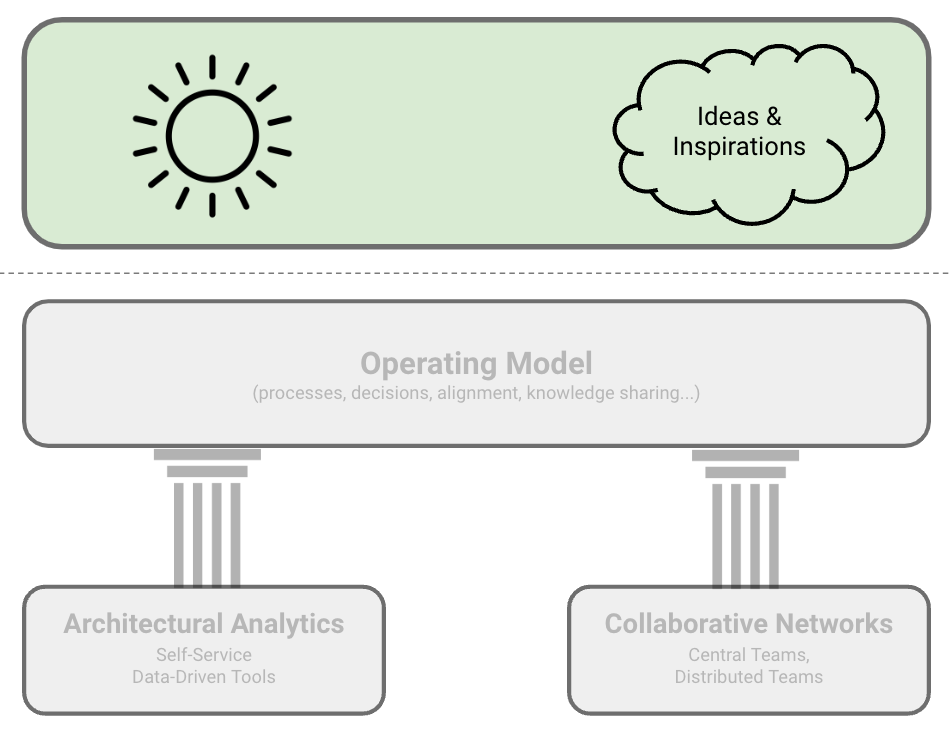 Ideas &
Inspirations
Operating Model
(processes, decisions, alignment, knowledge sharing...)
Architectural Analytics
Self-Service
Data-Driven Tools
Collaborative Networks
Central Teams,
Distributed Teams